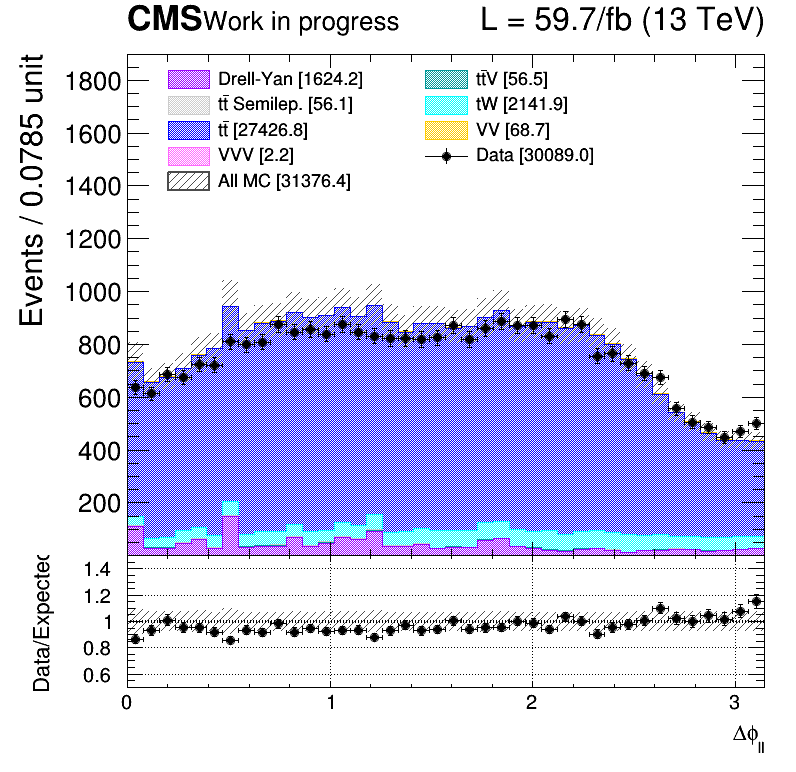 CMS Work in progress L = 59.7/fb (13 TeV)
Events / 0.0785 unit
1800
1600
1400
1200
1000
800
600
400
200
Drell-Yan [1624.2]
tt̄ Semilep. [56.1]
tt̄ [27426.8]
VVV [2.2]
All MC [31376.4]
tt̄V [56.5]
tW [2141.9]
VV [68.7]
Data [30089.0]
Data/Expected
1.4
1.2
1
0.8
0.6
0 1 2 3
Δϕll